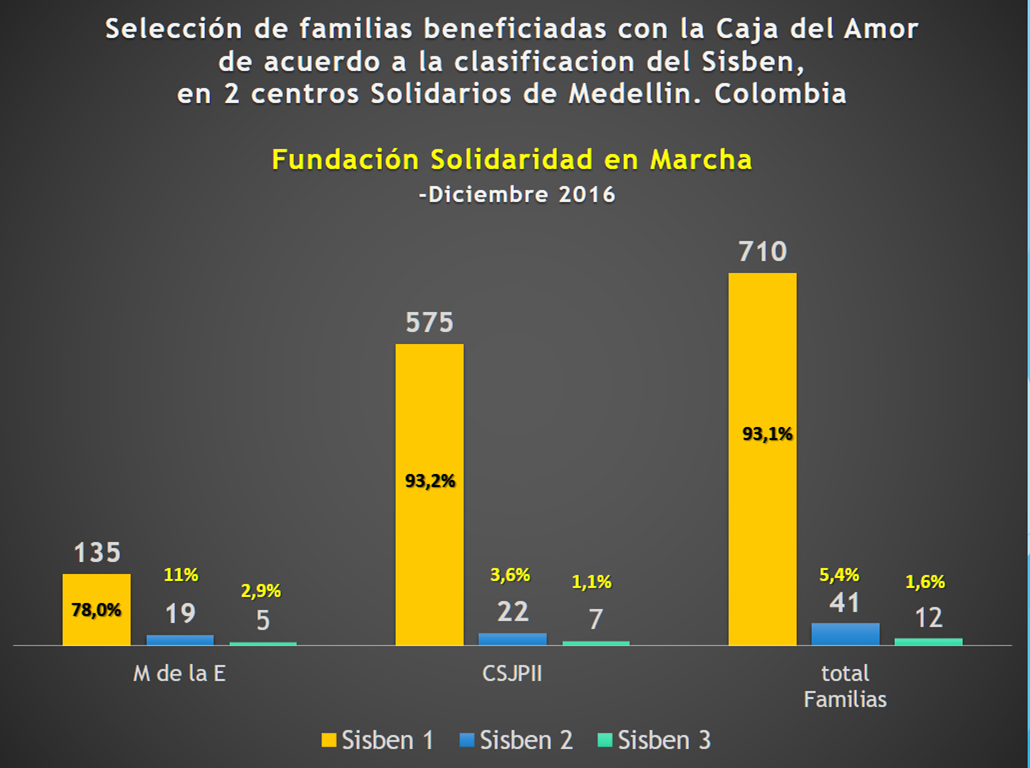 Selección de familias beneficiadas con la Caja del Amor
de acuerdo a la clasificacion del Sisben,
en 2 centros Solidarios de Medellin. Colombia
Fundación Solidaridad en Marcha
-Diciembre 2016
135
78,0%
11%
19
2,9%
5
575
93,2%
3,6%
22
1,1%
7
710
93,1%
5,4%
41
1,6%
12
M de la E
CSJPII
total
Familias
Sisben 1 Sisben 2 Sisben 3